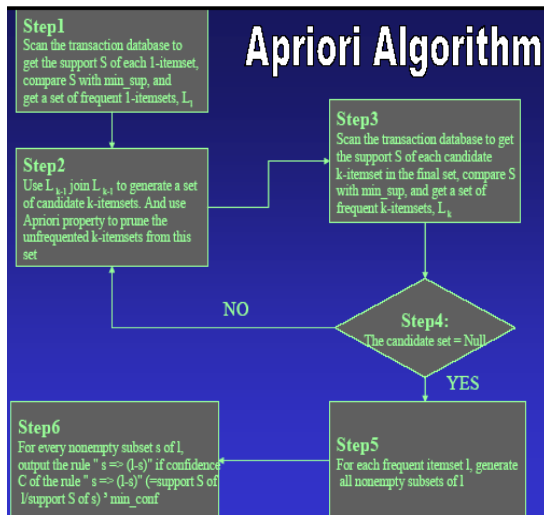 Apriori Algorithm
Step1
Scan the transaction database to
get the support S of each 1-itemset,
compare S with min_sup, and
get a set of frequent 1-itemsets, L1
Step2
Use L k-1 join L k-1 to generate a set
of candidate k-itemsets. And use
Apriori property to prune the
unfrequented k-itemsets from this
set
Step3
Scan the transaction database to get
the support S of each candidate
k-itemset in the final set, compare S
with min_sup, and get a set of
frequent k-itemsets, L k
Step4:
The candidate set = Null
NO
YES
Step5
For each frequent itemset l, generate
all nonempty subsets of l
Step6
For every nonempty subset s of l,
output the rule " s => (l-s)" if confidence
C of the rule " s => (l-s)" (=support S of
l/support S of s) ³ min_conf